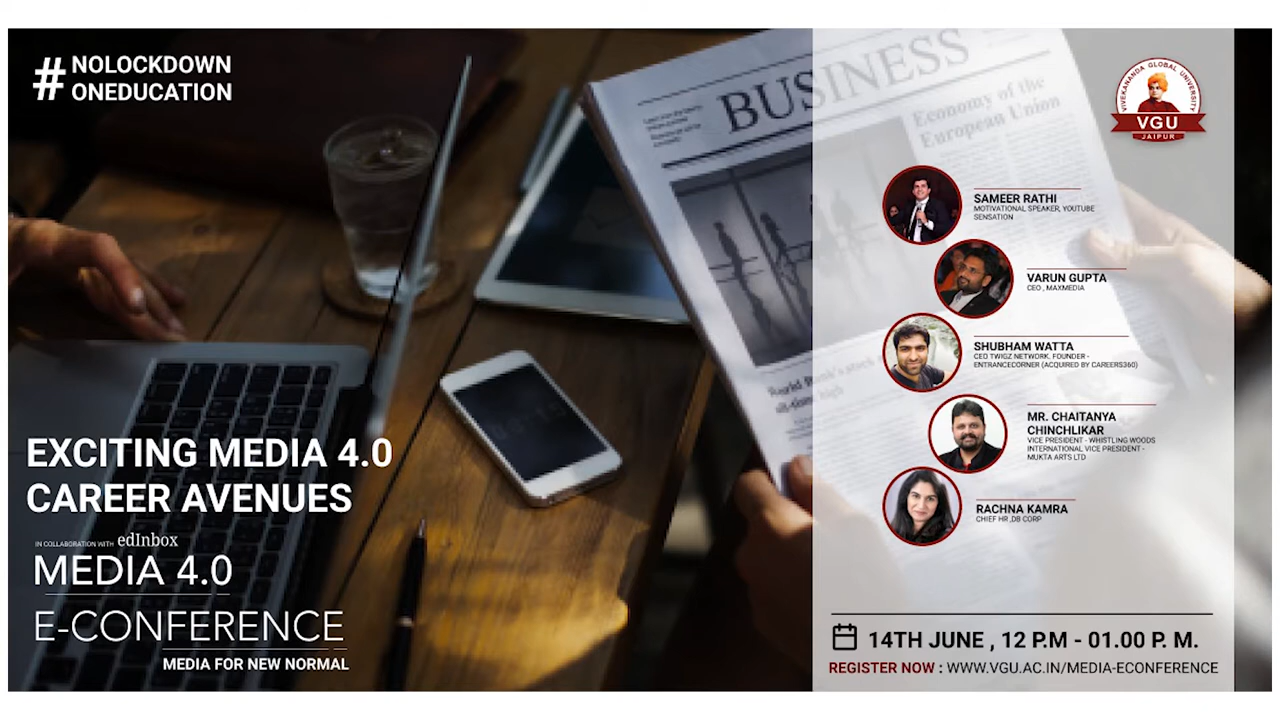 # NOLOCKDOWN
ONEDUCATION
BUSINESS
Economy of the
European Union
EXCITING MEDIA 4.0
CAREER AVENUES
IN COLLABORATION WITH edInbox
MEDIA 4.0
E-CONFERENCE
MEDIA FOR NEW NORMAL
VIVEKANANDA GLOBAL UNIVERSITY
VGU
JAIPUR
SAMEER RATHI
MOTIVATIONAL SPEAKER, YOUTUBE
SENSATION
VARUN GUPTA
CEO , MAXMEDIA
SHUBHAM WATTA
CEO TWIGZ NETWORK, FOUNDER -
ENTRANCECORNER (ACQUIRED BY CAREERS360)
MR. CHAITANYA
CHINCHLIKAR
VICE PRESIDENT - WHISTLING WOODS
INTERNATIONAL VICE PRESIDENT -
MUKTA ARTS LTD
RACHNA KAMRA
CHIEF HR ,DB CORP
14TH JUNE , 12 P.M - 01.00 P. M.
REGISTER NOW : WWW.VGU.AC.IN/MEDIA-ECONFERENCE